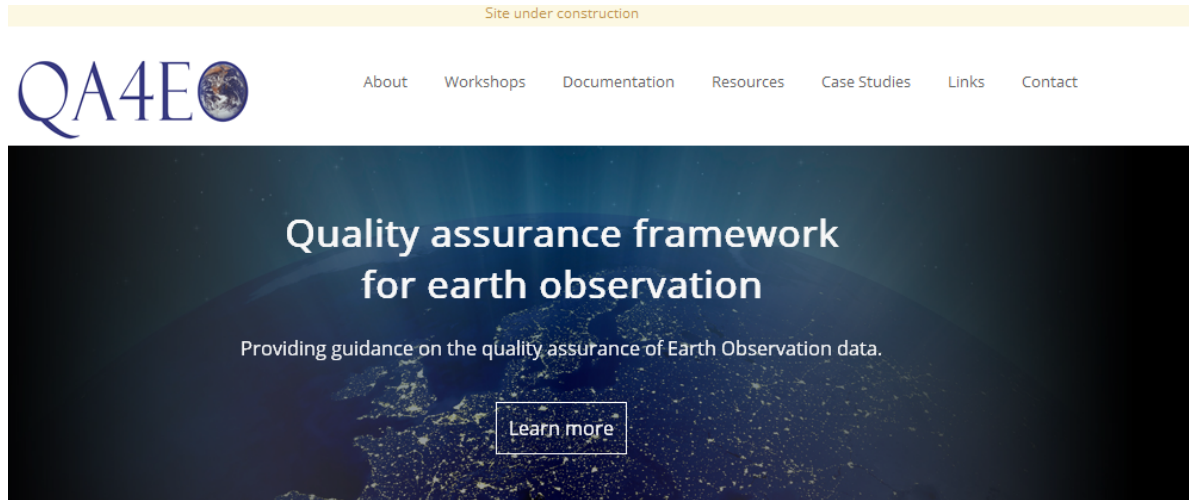 Site under construction
QA4EO
About Workshops Documentation Resources Case Studies Links Contact
Quality assurance framework
for earth observation
Providing guidance on the quality assurance of Earth Observation data.
Learn more